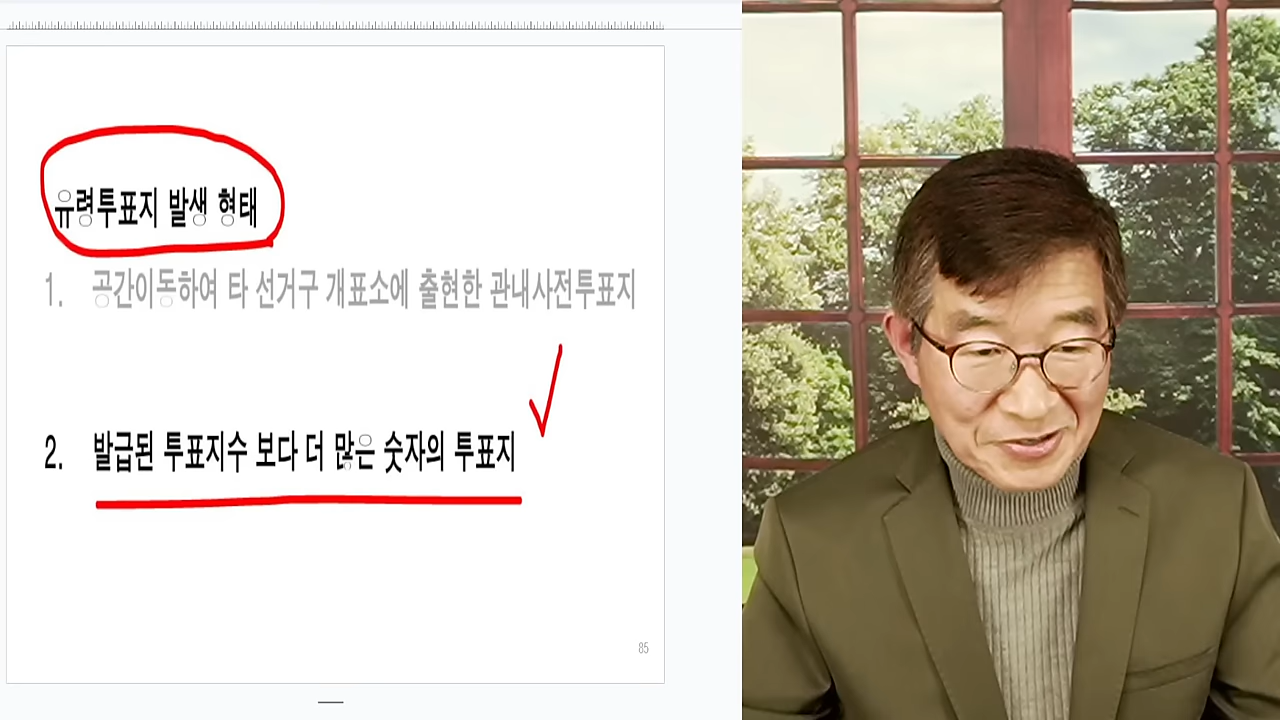 유령투표지 발생 형태
1. 공간이동하여 타 선거구 개표소에 출현한 관내사전투표지
2. 발급된 투표지수 보다 더 많은 숫자의 투표지
85